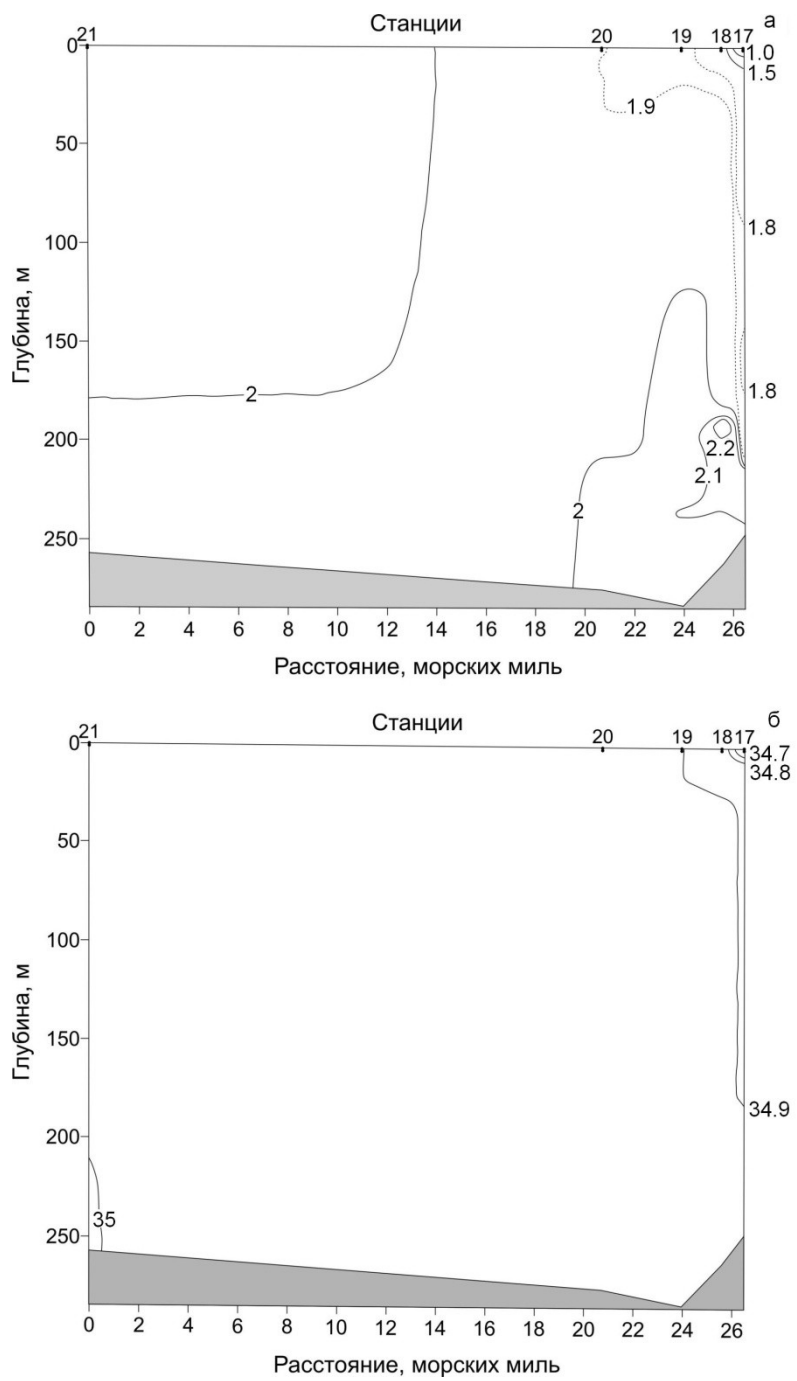 Станции
а
21 20 19 18 17
0
50
100
150
200
250
Глубина, м
1.0
1.5
1.9
1.8
1.8
2
2.2
2.1
2
0 2 4 6 8 10 12 14 16 18 20 22 24 26
Расстояние, морских миль
Станции
б
21 20 19 18 17
0
50
100
150
200
250
Глубина, м
34.7
34.8
34.9
35
0 2 4 6 8 10 12 14 16 18 20 22 24 26
Расстояние, морских миль